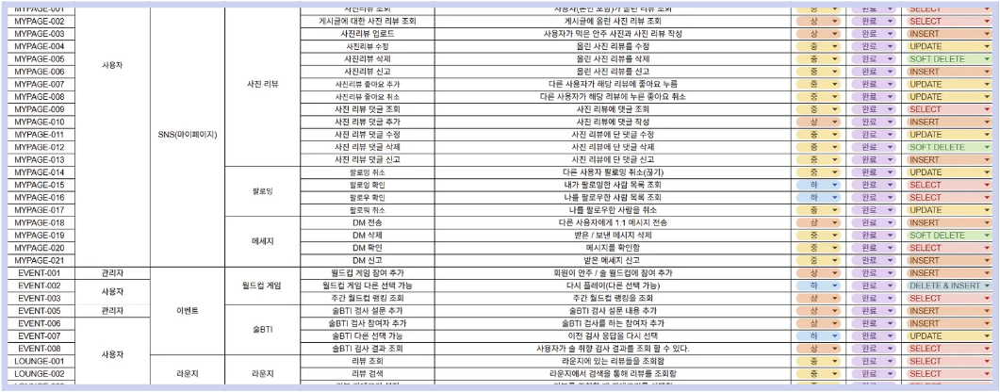 MYPAGE-001 사진리뷰 조회 사용자(본인 포함)가 올린 리뷰 조회 중 완료 SELECT
MYPAGE-002 게시글에 대한 사진 리뷰 조회 게시글에 올린 사진 리뷰 조회 상 완료 SELECT
MYPAGE-003 사진리뷰 업로드 사용자가 먹은 안주 사진과 사진 리뷰 작성 상 완료 INSERT
MYPAGE-004 사진리뷰 수정 올린 사진 리뷰를 수정 중 완료 UPDATE
MYPAGE-005 사진리뷰 삭제 올린 사진 리뷰를 삭제 중 완료 SOFT DELETE
사용자
MYPAGE-006 사진리뷰 신고 올린 사진 리뷰를 신고 중 완료 INSERT
MYPAGE-007 사진 리뷰 사진리뷰 좋아요 추가 다른 사용자가 해당 리뷰에 좋아요 누름 중 완료 UPDATE
MYPAGE-008 사진리뷰 좋아요 취소 다른 사용자가 해당 리뷰에 누른 좋아요 취소 중 완료 UPDATE
MYPAGE-009 사진 리뷰 댓글 조회 사진 리뷰에 댓글 조회 중 완료 SELECT
MYPAGE-010 사진 리뷰 댓글 추가 사진 리뷰에 댓글 작성 상 완료 INSERT
MYPAGE-011 SNS(마이페이지) 사진 리뷰 댓글 수정 사진 리뷰에 단 댓글 수정 중 완료 UPDATE
MYPAGE-012 사진 리뷰 댓글 삭제 사진 리뷰에 단 댓글 삭제 중 완료 SOFT DELETE
MYPAGE-013 사진 리뷰 댓글 신고 사진 리뷰에 단 댓글 신고 중 완료 INSERT
MYPAGE-014 팔로잉 취소 다른 사용자 팔로잉 취소(끊기) 중 완료 UPDATE
MYPAGE-015 팔로잉 확인 내가 팔로잉한 사람 목록 조회 하 완료 SELECT
팔로잉
MYPAGE-016 팔로우 확인 나를 팔로우한 사람 목록 조회 하 완료 SELECT
MYPAGE-017 팔로워 취소 나를 팔로우한 사람을 취소 중 완료 UPDATE
MYPAGE-018 DM 전송 다른 사용자에게 1:1 메시지 전송 상 완료 INSERT
MYPAGE-019 DM 삭제 받은 / 보낸 메시지 삭제 중 완료 SOFT DELETE
메세지
MYPAGE-020 DM 확인 메시지를 확인함 중 완료 SELECT
MYPAGE-021 DM 신고 받은 메세지 신고 중 완료 INSERT
EVENT-001 관리자 월드컵 게임 참여 추가 회원이 안주 / 술 월드컵에 참여 상 완료 INSERT
EVENT-002 사용자 월드컵 게임 월드컵 게임 다른 선택 가능 다시 플레이(다른 선택 가능) 하 완료 DELETE & INSERT
EVENT-003 주간 월드컵 랭킹 조회 주간 월드컵 랭킹을 조회 상 완료 SELECT
EVENT-005 관리자 이벤트 술BTI 검사 설문 추가 술BTI 검사 설문 내용 추가 상 완료 INSERT
EVENT-006 술BTI 검사 참여자 추가 술BTI 검사를 하는 참여자 추가 상 완료 INSERT
술BTI
EVENT-007 술BTI 다른 선택 가능 이전 검사 응답을 다시 선택 하 완료 UPDATE
EVENT-008 술BTI 검사 결과 조회 사용자가 술 취향 검사 결과를 조회 할 수 있다. 상 완료 SELECT
사용자
LOUNGE-001 리뷰 조회 라운지에 있는 리뷰들을 조회함 중 완료 SELECT
LOUNGE-002 라운지 라운지 리뷰 검색 라운지에서 검색을 통해 리뷰를 조회함 상 완료 SELECT